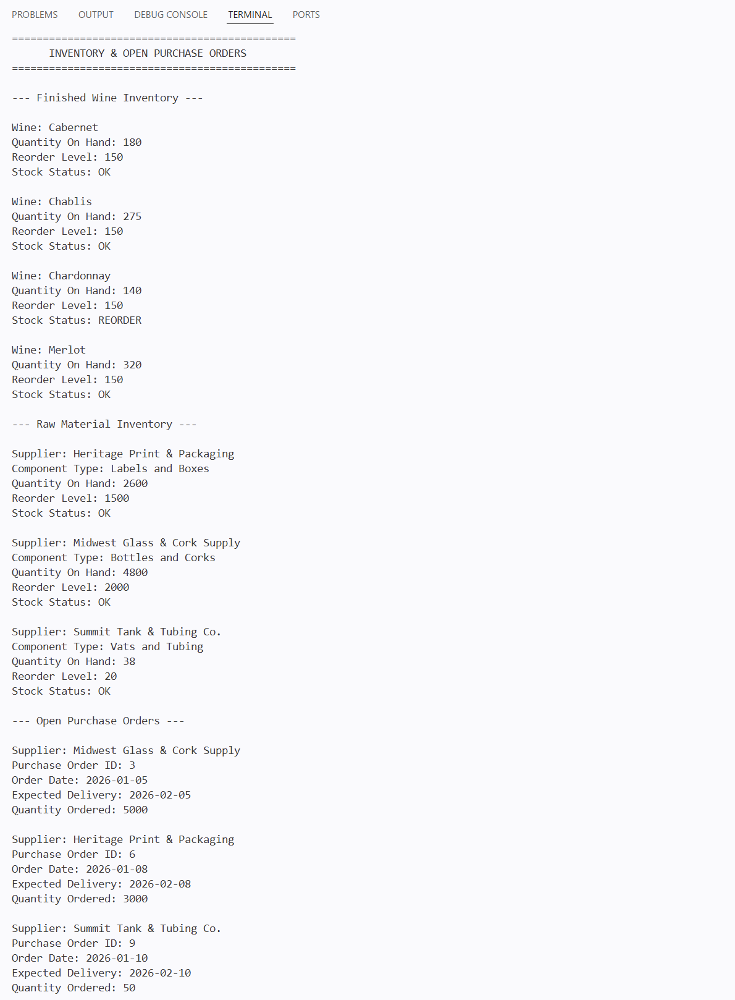 PROBLEMS OUTPUT DEBUG CONSOLE TERMINAL PORTS
==============================================
INVENTORY & OPEN PURCHASE ORDERS
==============================================
--- Finished Wine Inventory ---
Wine: Cabernet
Quantity On Hand: 180
Reorder Level: 150
Stock Status: OK
Wine: Chablis
Quantity On Hand: 275
Reorder Level: 150
Stock Status: OK
Wine: Chardonnay
Quantity On Hand: 140
Reorder Level: 150
Stock Status: REORDER
Wine: Merlot
Quantity On Hand: 320
Reorder Level: 150
Stock Status: OK
--- Raw Material Inventory ---
Supplier: Heritage Print & Packaging
Component Type: Labels and Boxes
Quantity On Hand: 2600
Reorder Level: 1500
Stock Status: OK
Supplier: Midwest Glass & Cork Supply
Component Type: Bottles and Corks
Quantity On Hand: 4800
Reorder Level: 2000
Stock Status: OK
Supplier: Summit Tank & Tubing Co.
Component Type: Vats and Tubing
Quantity On Hand: 38
Reorder Level: 20
Stock Status: OK
--- Open Purchase Orders ---
Supplier: Midwest Glass & Cork Supply
Purchase Order ID: 3
Order Date: 2026-01-05
Expected Delivery: 2026-02-05
Quantity Ordered: 5000
Supplier: Heritage Print & Packaging
Purchase Order ID: 6
Order Date: 2026-01-08
Expected Delivery: 2026-02-08
Quantity Ordered: 3000
Supplier: Summit Tank & Tubing Co.
Purchase Order ID: 9
Order Date: 2026-01-10
Expected Delivery: 2026-02-10
Quantity Ordered: 50